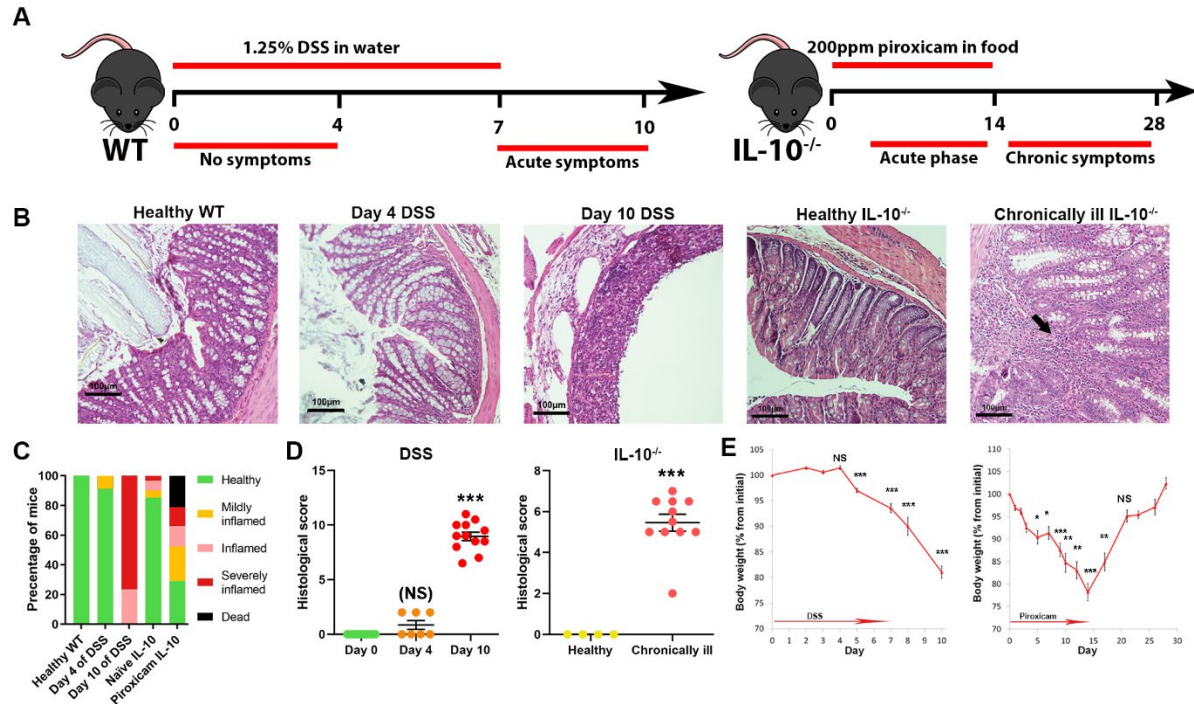 A
1.25% DSS in water
0 4 7 10
WT
No symptoms
Acute symptoms
200ppm piroxicam in food
0 14 28
IL-10-/-
Acute phase
Chronic symptoms
B
Healthy WT
Day 4 DSS
Day 10 DSS
Healthy IL-10-/-
Chronically ill IL-10-/-
100μm
100μm
100μm
100μm
100μm
C
Precentage of mice
100
80
60
40
20
0
Healthy WT
Day 4 of DSS
Day 10 of DSS
Naïve IL-10
Piroxicam IL-10
Healthy
Mildly
inflamed
Inflamed
Severely
inflamed
Dead
D
DSS
Histological score
15
10
5
0
(NS)
***
Day 0 Day 4 Day 10
IL-10-/-
Histological score
8
6
4
2
0
***
Healthy Chronically ill
E
Body weight (% from initial)
105
100
95
90
85
80
75
70
NS
***
***
***
***
DSS
0 2 4 5 7 8 10
Day
Body weight (% from initial)
110
105
100
95
90
85
80
75
70
* * *** ** ** *** ** NS
Piroxicam
0 5 10 15 20 25 30
Day